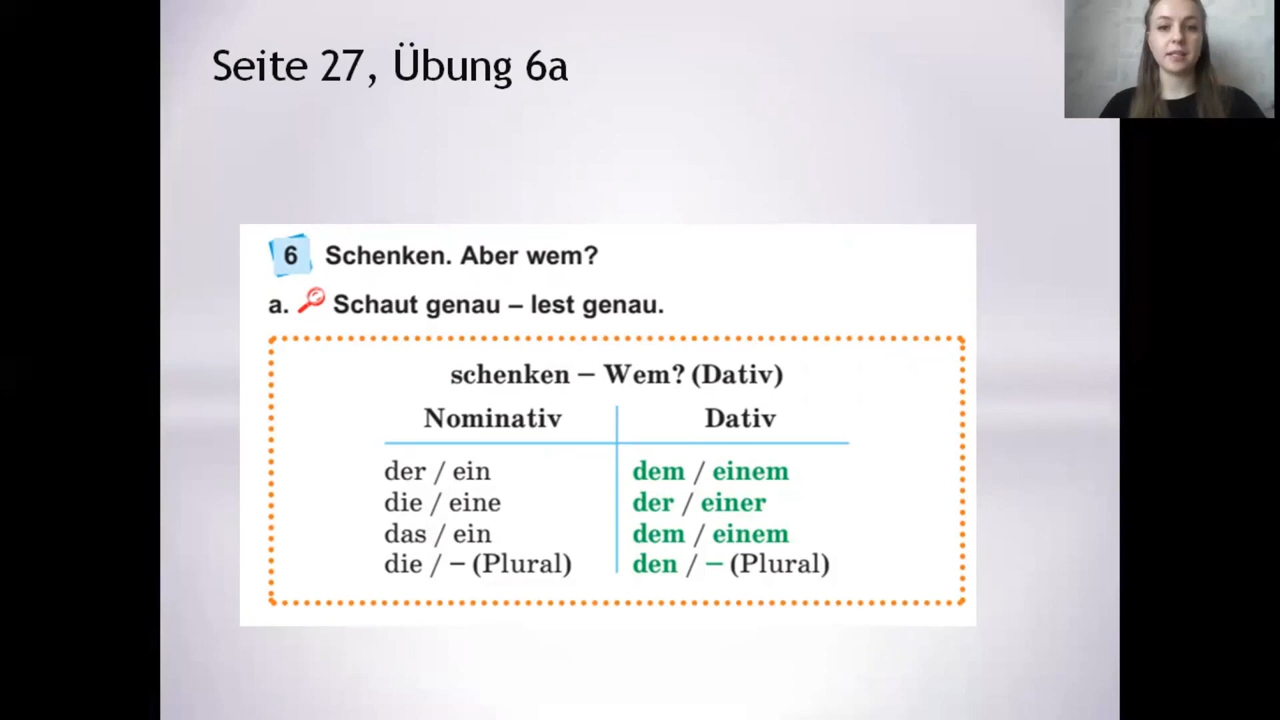 Seite 27, Übung 6a
6 Schenken. Aber wem?
a. Schaut genau – lest genau.
schenken – Wem? (Dativ)
Nominativ Dativ
der / ein dem / einem
die / eine der / einer
das / ein dem / einem
die / – (Plural) den / – (Plural)